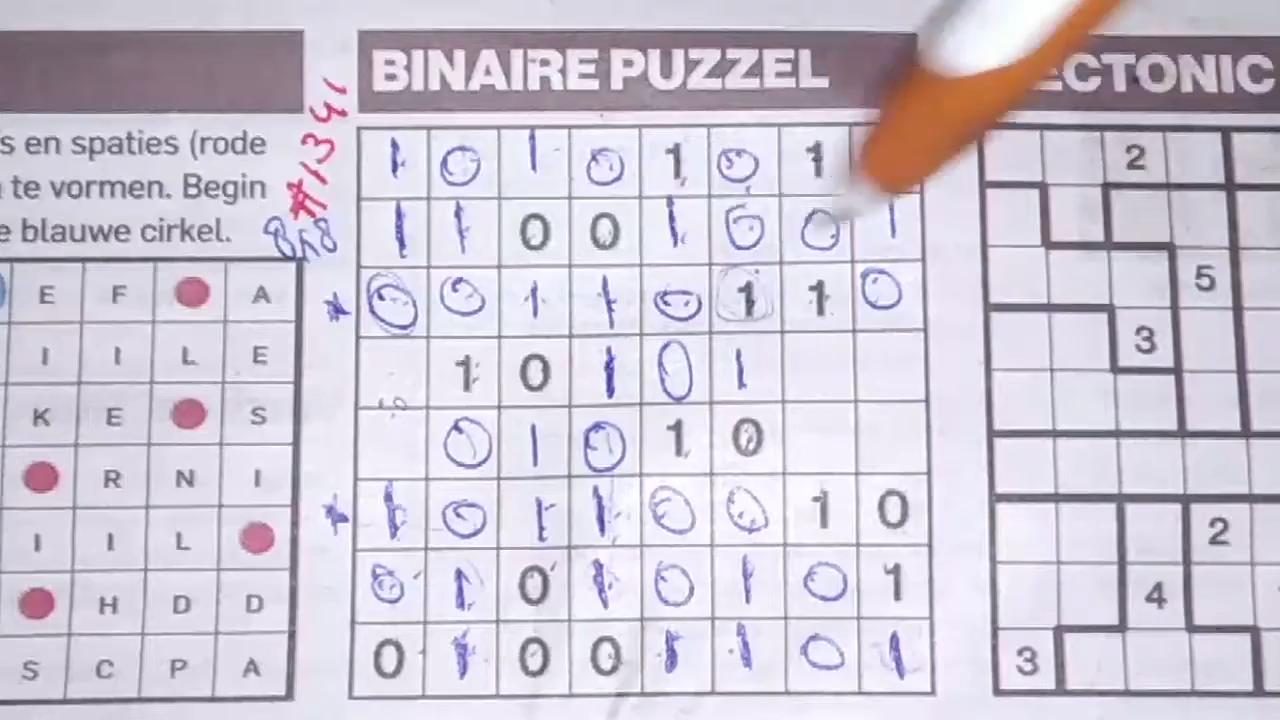 BINAIRE PUZZEL
ECTONIC
s en spaties (rode
te vormen. Begin
e blauwe cirkel.
#1341
8x8
E F A
I I L E
K E S
R N I
I I L
H D D
S C P A
1 0 1 0 1 0 1
1 1 0 0 1 0 0 1
* 0 0 1 1 0 1 1 0
1 0 1 0 1
0 1 0 1 0
* 1 0 1 1 0 0 1 0
0 1 0 1 0 1 0 1
0 1 0 0 1 1 0 1
2
5
3
2
4
3